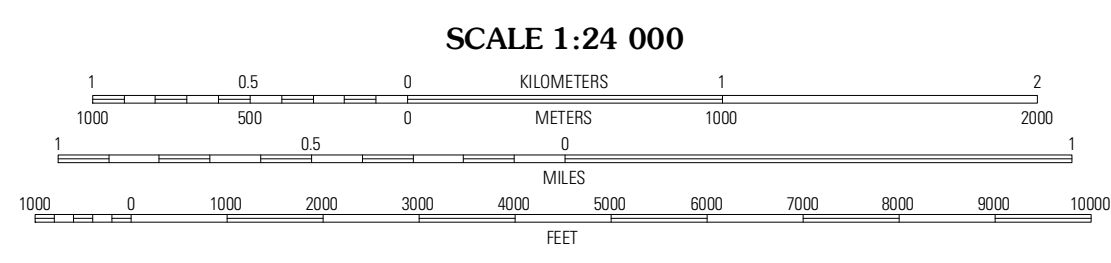 SCALE 1:24 000
1 0.5 0 KILOMETERS 1 2
1000 500 0 METERS 1000 2000
1 0.5 0 1
MILES
1000 0 1000 2000 3000 4000 5000 6000 7000 8000 9000 10000
FEET